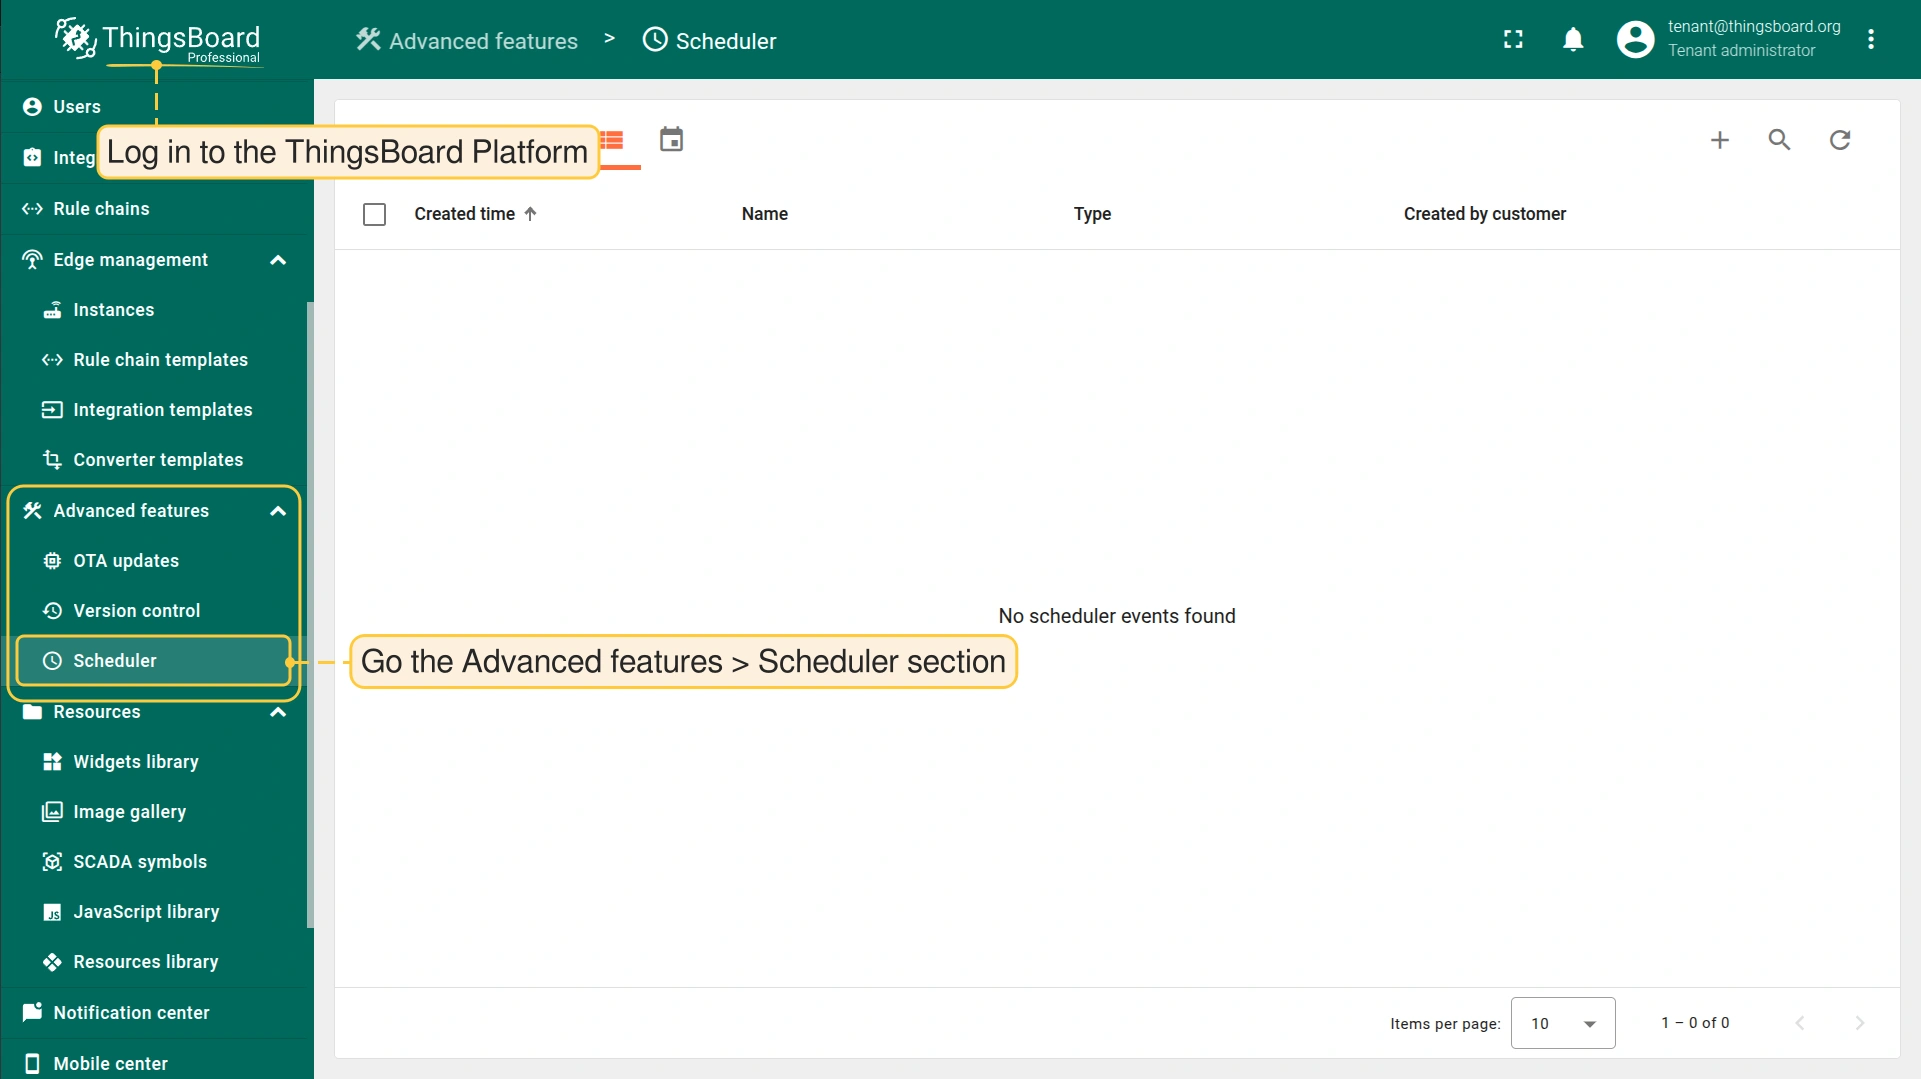 ThingsBoard
Professional
Advanced features > Scheduler
tenant@thingsboard.org
Tenant administrator
Users
Integ
Log in to the ThingsBoard Platform
Rule chains
Edge management
Instances
Rule chain templates
Integration templates
Converter templates
Advanced features
OTA updates
Version control
Scheduler
Resources
Widgets library
Image gallery
SCADA symbols
JS
JavaScript library
Resources library
Notification center
Mobile center
Created time Name Type Created by customer
No scheduler events found
Go the Advanced features > Scheduler section
Items per page: 10 1 – 0 of 0